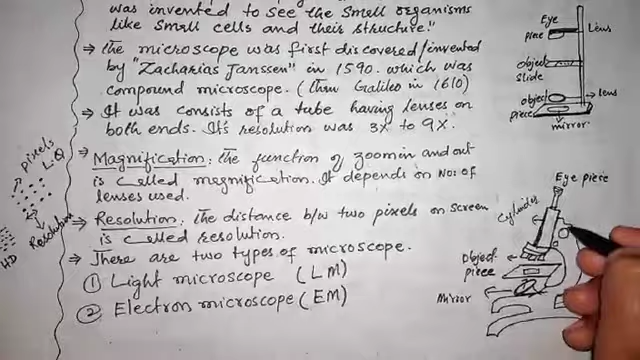 was invented to see the small organisms
like small cells and their structure."
⇒ the microscope was first discovered/invented
by "Zacharias Janssen" in 1590. which was
compound microscope. (thru Galileo in 1610)
⇒ It was consists of a tube having lenses on
both ends. It's resolution was 3X to 9X.
⇒ Magnification: The function of zoomin and out
is called magnification. It depends on No: of
lenses used.
⇒ Resolution: The distance b/w two pixels on screen
is called resolution.
⇒ There are two types of microscope.
① Light microscope (LM)
② Electron microscope (EM)
pixels
L.Q
Resolution
HD
Eye
piece
Lens
object
slide
object
piece
lens
mirror
Eye piece
Cylinder
Object
piece
Mirror